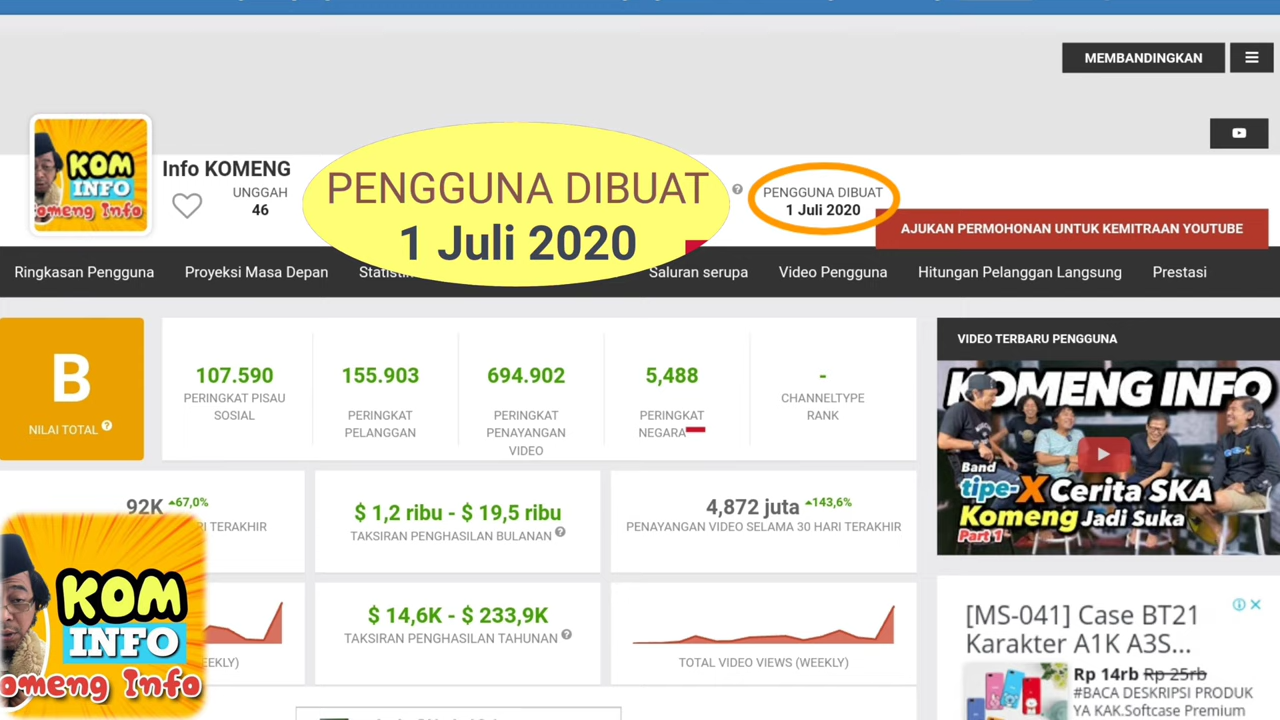 MEMBANDINGKAN
KOM
INFO
omeng Info
Info KOMENG
UNGGAH
46
PENGGUNA DIBUAT
1 Juli 2020
PENGGUNA DIBUAT
1 Juli 2020
AJUKAN PERMOHONAN UNTUK KEMITRAAN YOUTUBE
Ringkasan Pengguna
Proyeksi Masa Depan
Saluran serupa
Video Pengguna
Hitungan Pelanggan Langsung
Prestasi
B
NILAI TOTAL
107.590
PERINGKAT PISAU
SOSIAL
155.903
PERINGKAT
PELANGGAN
694.902
PERINGKAT
PENAYANGAN
VIDEO
5,488
PERINGKAT
NEGARA
-
CHANNELTYPE
RANK
VIDEO TERBARU PENGGUNA
KOMENG INFO
Band
tipe-X Cerita SKA
Komeng Jadi Suka
Part 1
92K 67,0%
RI TERAKHIR
$ 1,2 ribu - $ 19,5 ribu
TAKSIRAN PENGHASILAN BULANAN
4,872 juta 143,6%
PENAYANGAN VIDEO SELAMA 30 HARI TERAKHIR
EEKLY)
$ 14,6K - $ 233,9K
TAKSIRAN PENGHASILAN TAHUNAN
TOTAL VIDEO VIEWS (WEEKLY)
KOM
INFO
omeng Info
[MS-041] Case BT21
Karakter A1K A3S...
Rp 14rb Rp 25rb
#BACA DESKRIPSI PRODUK
YA KAK.Softcase Premium